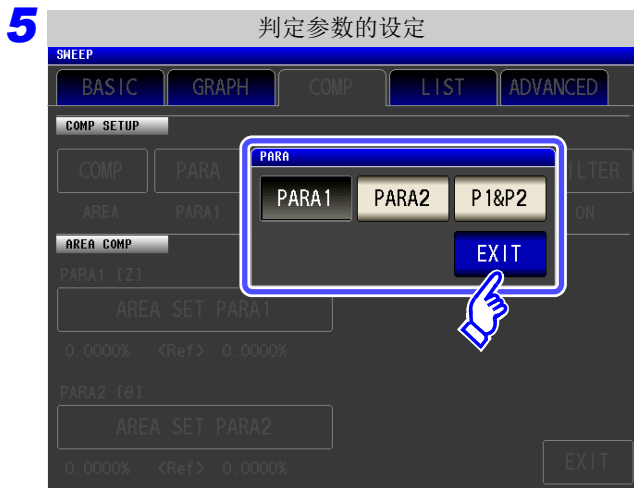 5
判定参数的设定
SWEEP
BASIC GRAPH COMP LIST ADVANCED
COMP SETUP
COMP PARA ILTER
AREA PARA1 ON
PARA
PARA1 PARA2 P1&P2
EXIT
AREA COMP
PARA1 [Z]
AREA SET PARA1
0.0000% <Ref> 0.0000%
PARA2 [θ]
AREA SET PARA2
0.0000% <Ref> 0.0000%
EXIT